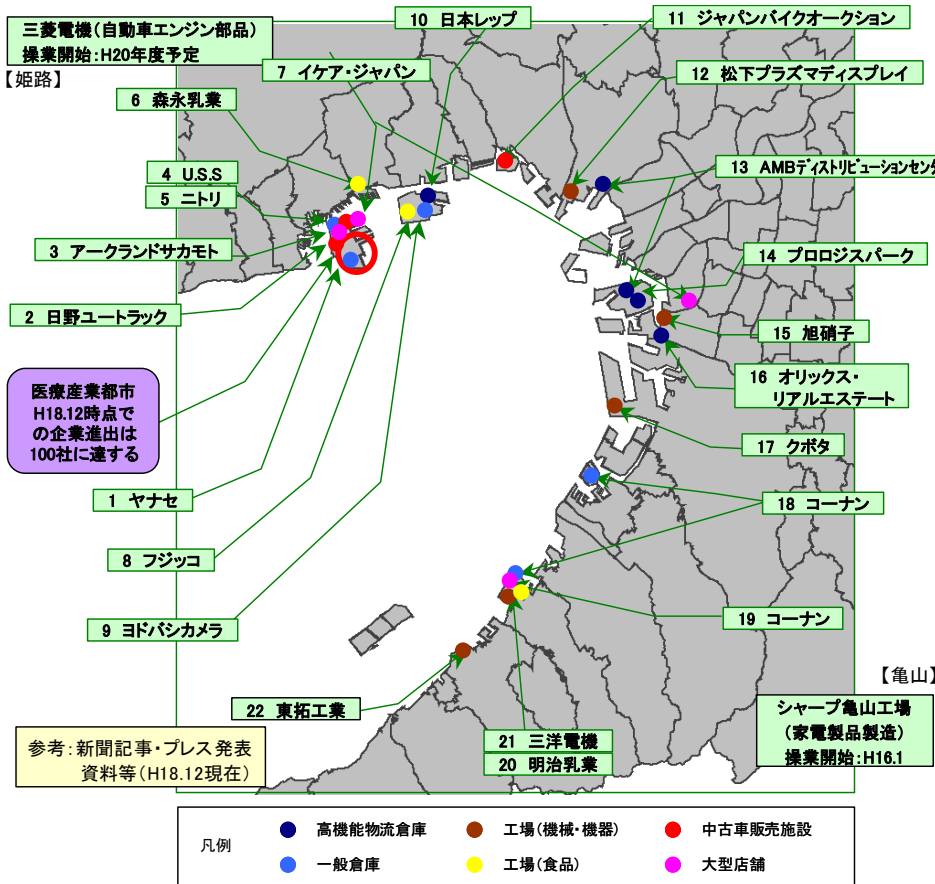 三菱電機(自動車エンジン部品)
操業開始:H20年度予定
【姫路】
10 日本レップ
11 ジャパンバイクオークション
7 イケア・ジャパン
12 松下プラズマディスプレイ
6 森永乳業
4 U.S.S
5 ニトリ
13 AMBディストリビューションセンタ
3 アークランドサカモト
14 プロロジスパーク
2 日野ユートラック
15 旭硝子
16 オリックス・
リアルエステート
医療産業都市
H18.12時点で
の企業進出は
100社に達する
17 クボタ
1 ヤナセ
18 コーナン
8 フジッコ
19 コーナン
9 ヨドバシカメラ
【亀山】
22 東拓工業
シャープ亀山工場
(家電製品製造)
操業開始:H16.1
21 三洋電機
20 明治乳業
参考:新聞記事・プレス発表
資料等(H18.12現在)
凡例
高機能物流倉庫
工場(機械・機器)
中古車販売施設
一般倉庫
工場(食品)
大型店舗